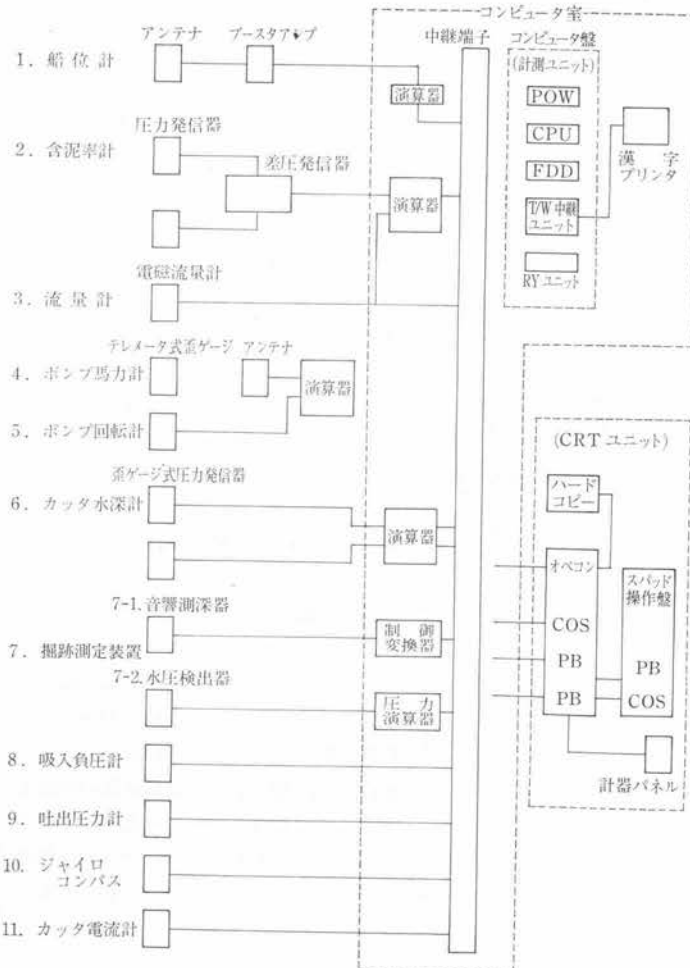 コンピュータ室
アンテナ ブースタアンプ 中継端子 コンピュータ盤
(計測ユニット)
1. 船位計
演算器
POW
圧力発信器
CPU
2. 含泥率計
差圧発信器
漢字
プリンタ
FDD
演算器
T/W中継
ユニット
電磁流量計
RYユニット
3. 流量計
テレメータ式歪ゲージ アンテナ
4. ポンプ馬力計
演算器
5. ポンプ回転計
(CRTユニット)
歪ゲージ式圧力発信器
ハード
コピー
6. カッタ水深計
演算器
オペコン
スパッド
操作盤
7-1. 音響測深器
制御
変換器
COS
7. 掘跡測定装置
PB
PB
7-2. 水圧検出器
圧力
演算器
PB
COS
8. 吸入負圧計
計器パネル
9. 吐出圧力計
10. ジャイロ
コンパス
11. カッタ電流計